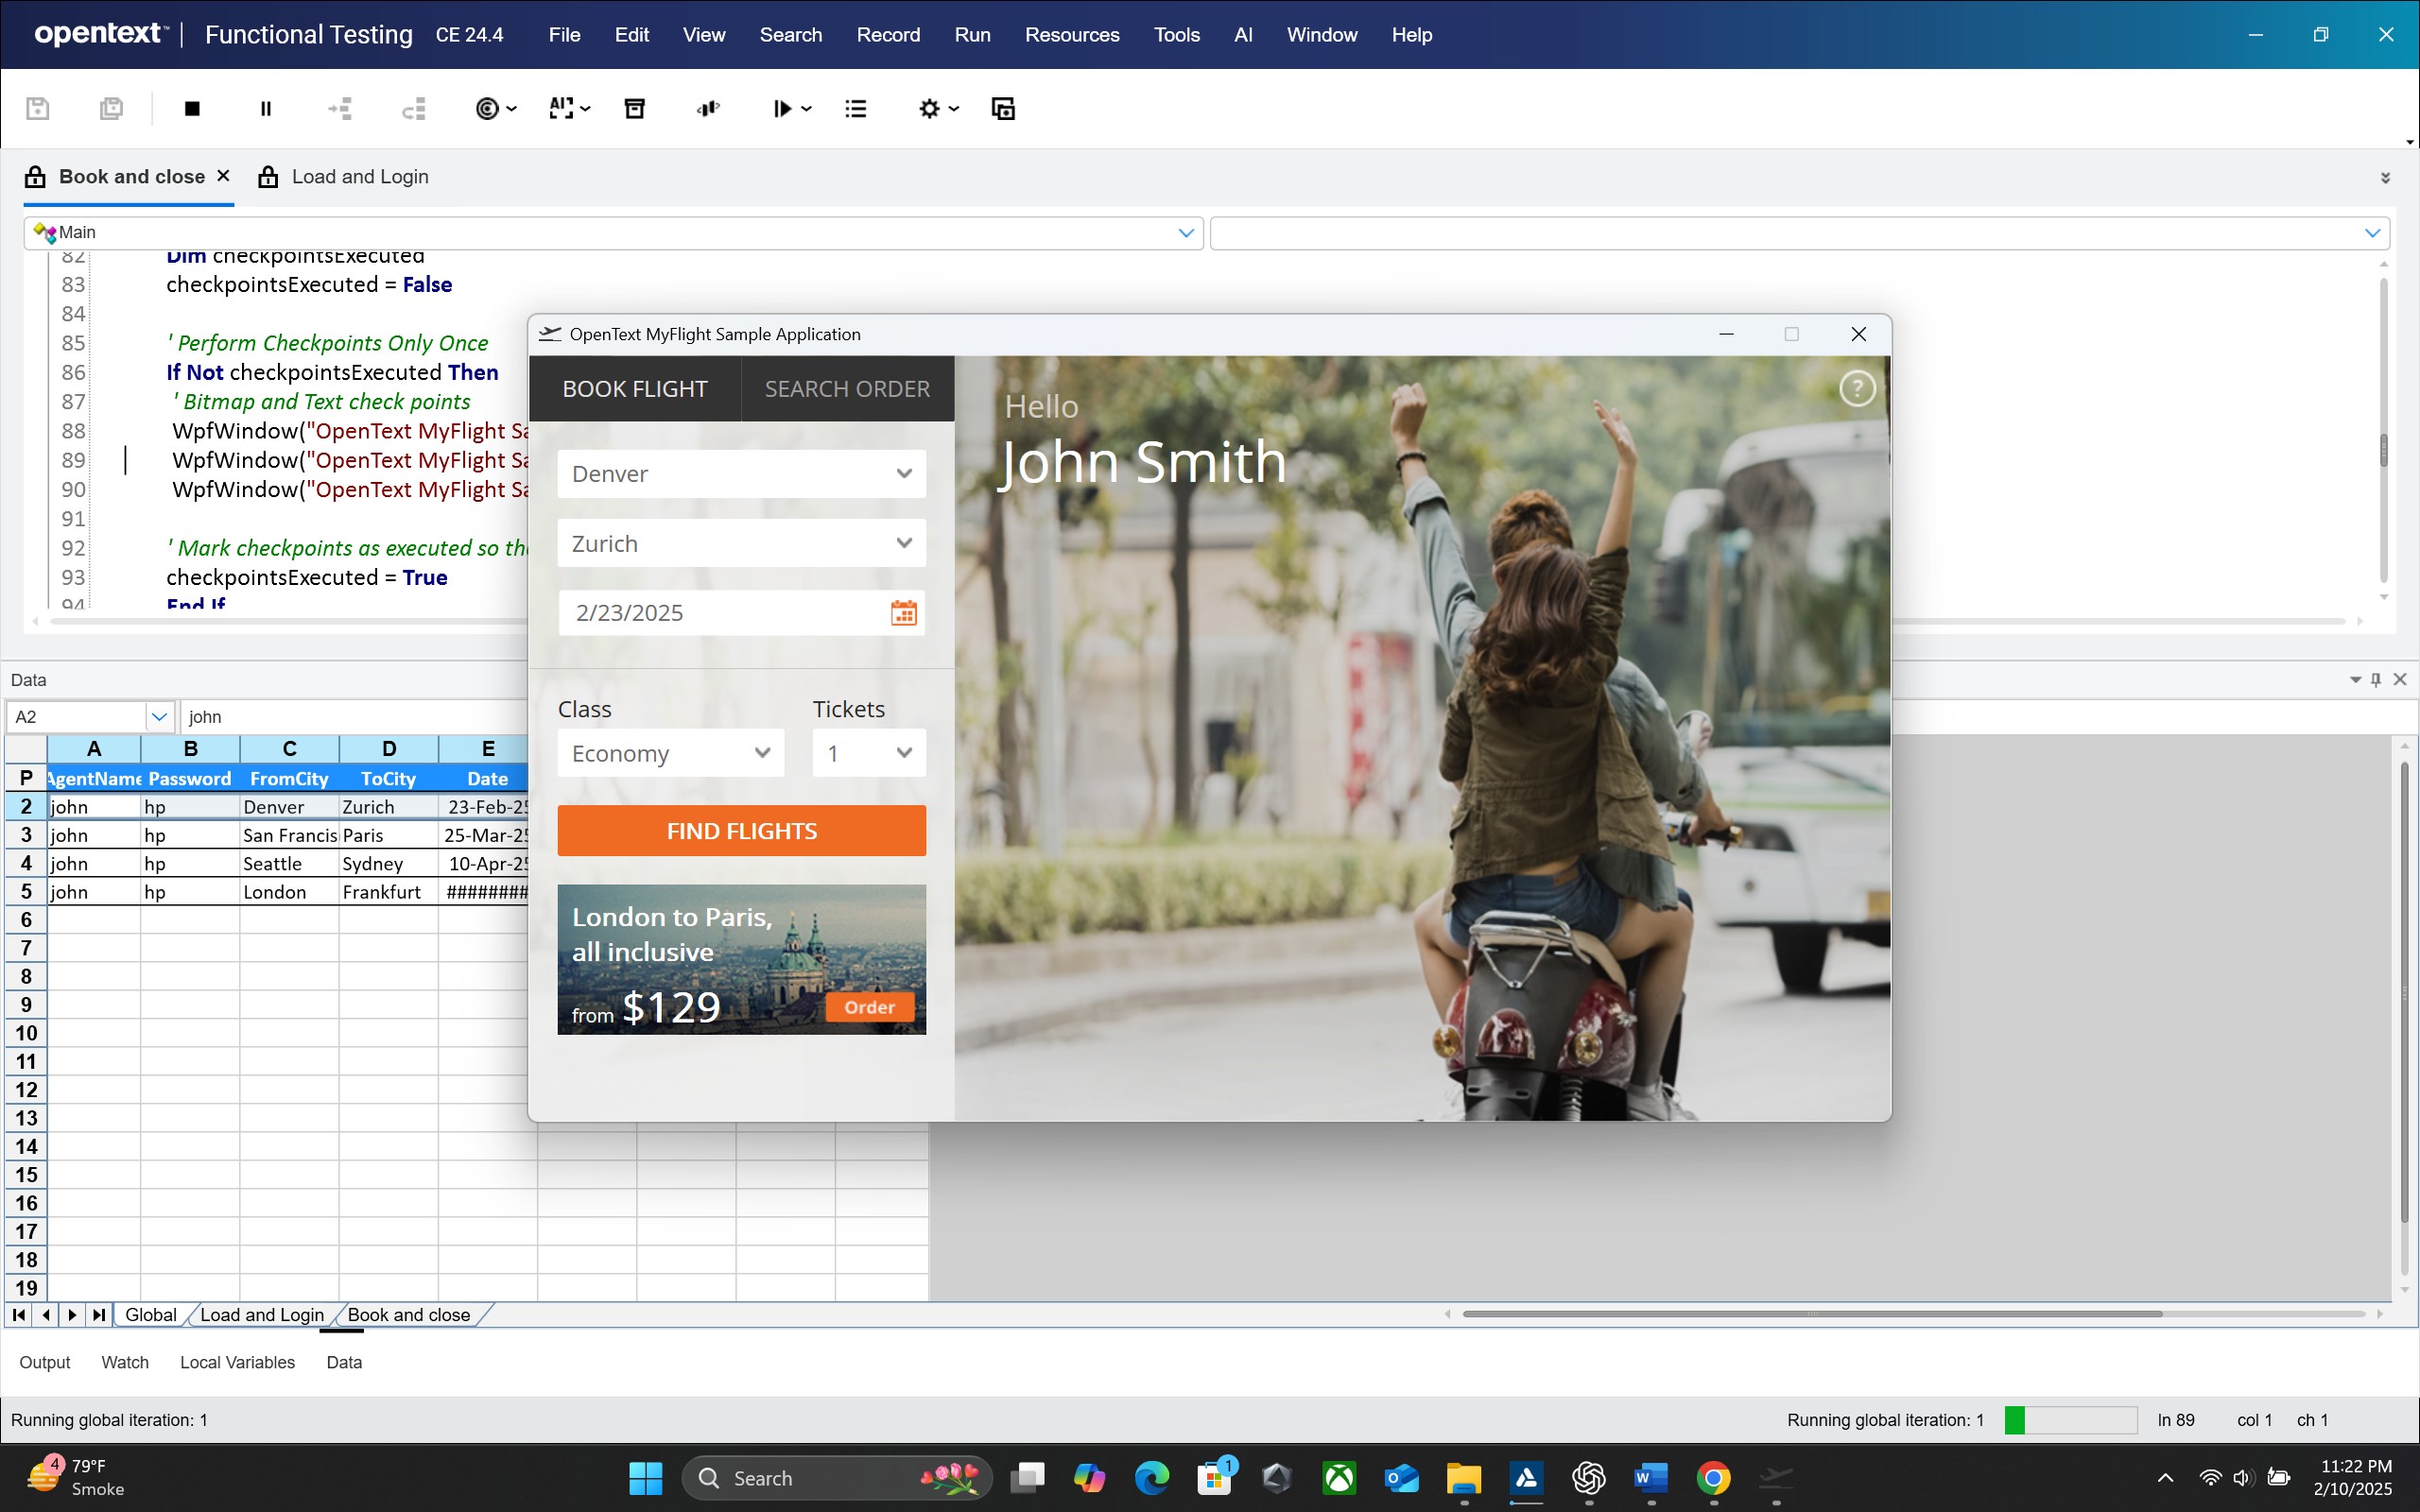 opentext™ | Functional Testing CE 24.4 File Edit View Search Record Run Resources Tools AI Window Help
Book and close Load and Login
Main
82 Dim checkpointsExecuted
83 checkpointsExecuted = False
84
85 ' Perform Checkpoints Only Once
86 If Not checkpointsExecuted Then
87 ' Bitmap and Text check points
88 WpfWindow("OpenText MyFlight Sa
89 WpfWindow("OpenText MyFlight Sa
90 WpfWindow("OpenText MyFlight Sa
91
92 ' Mark checkpoints as executed so the
93 checkpointsExecuted = True
94 End If
OpenText MyFlight Sample Application
BOOK FLIGHT SEARCH ORDER
Hello
John Smith
?
Denver
Zurich
2/23/2025
Class Tickets
Economy 1
FIND FLIGHTS
London to Paris,
all inclusive
from $129 Order
Data
A2 john
A B C D E
P AgentName Password FromCity ToCity Date
2 john hp Denver Zurich 23-Feb-25
3 john hp San Francis Paris 25-Mar-25
4 john hp Seattle Sydney 10-Apr-25
5 john hp London Frankfurt ########
6
7
8
9
10
11
12
13
14
15
16
17
18
19
Global Load and Login Book and close
Output Watch Local Variables Data
Running global iteration: 1 Running global iteration: 1 ln 89 col 1 ch 1
4 79°F
Smoke
Search
1
11:22 PM
2/10/2025